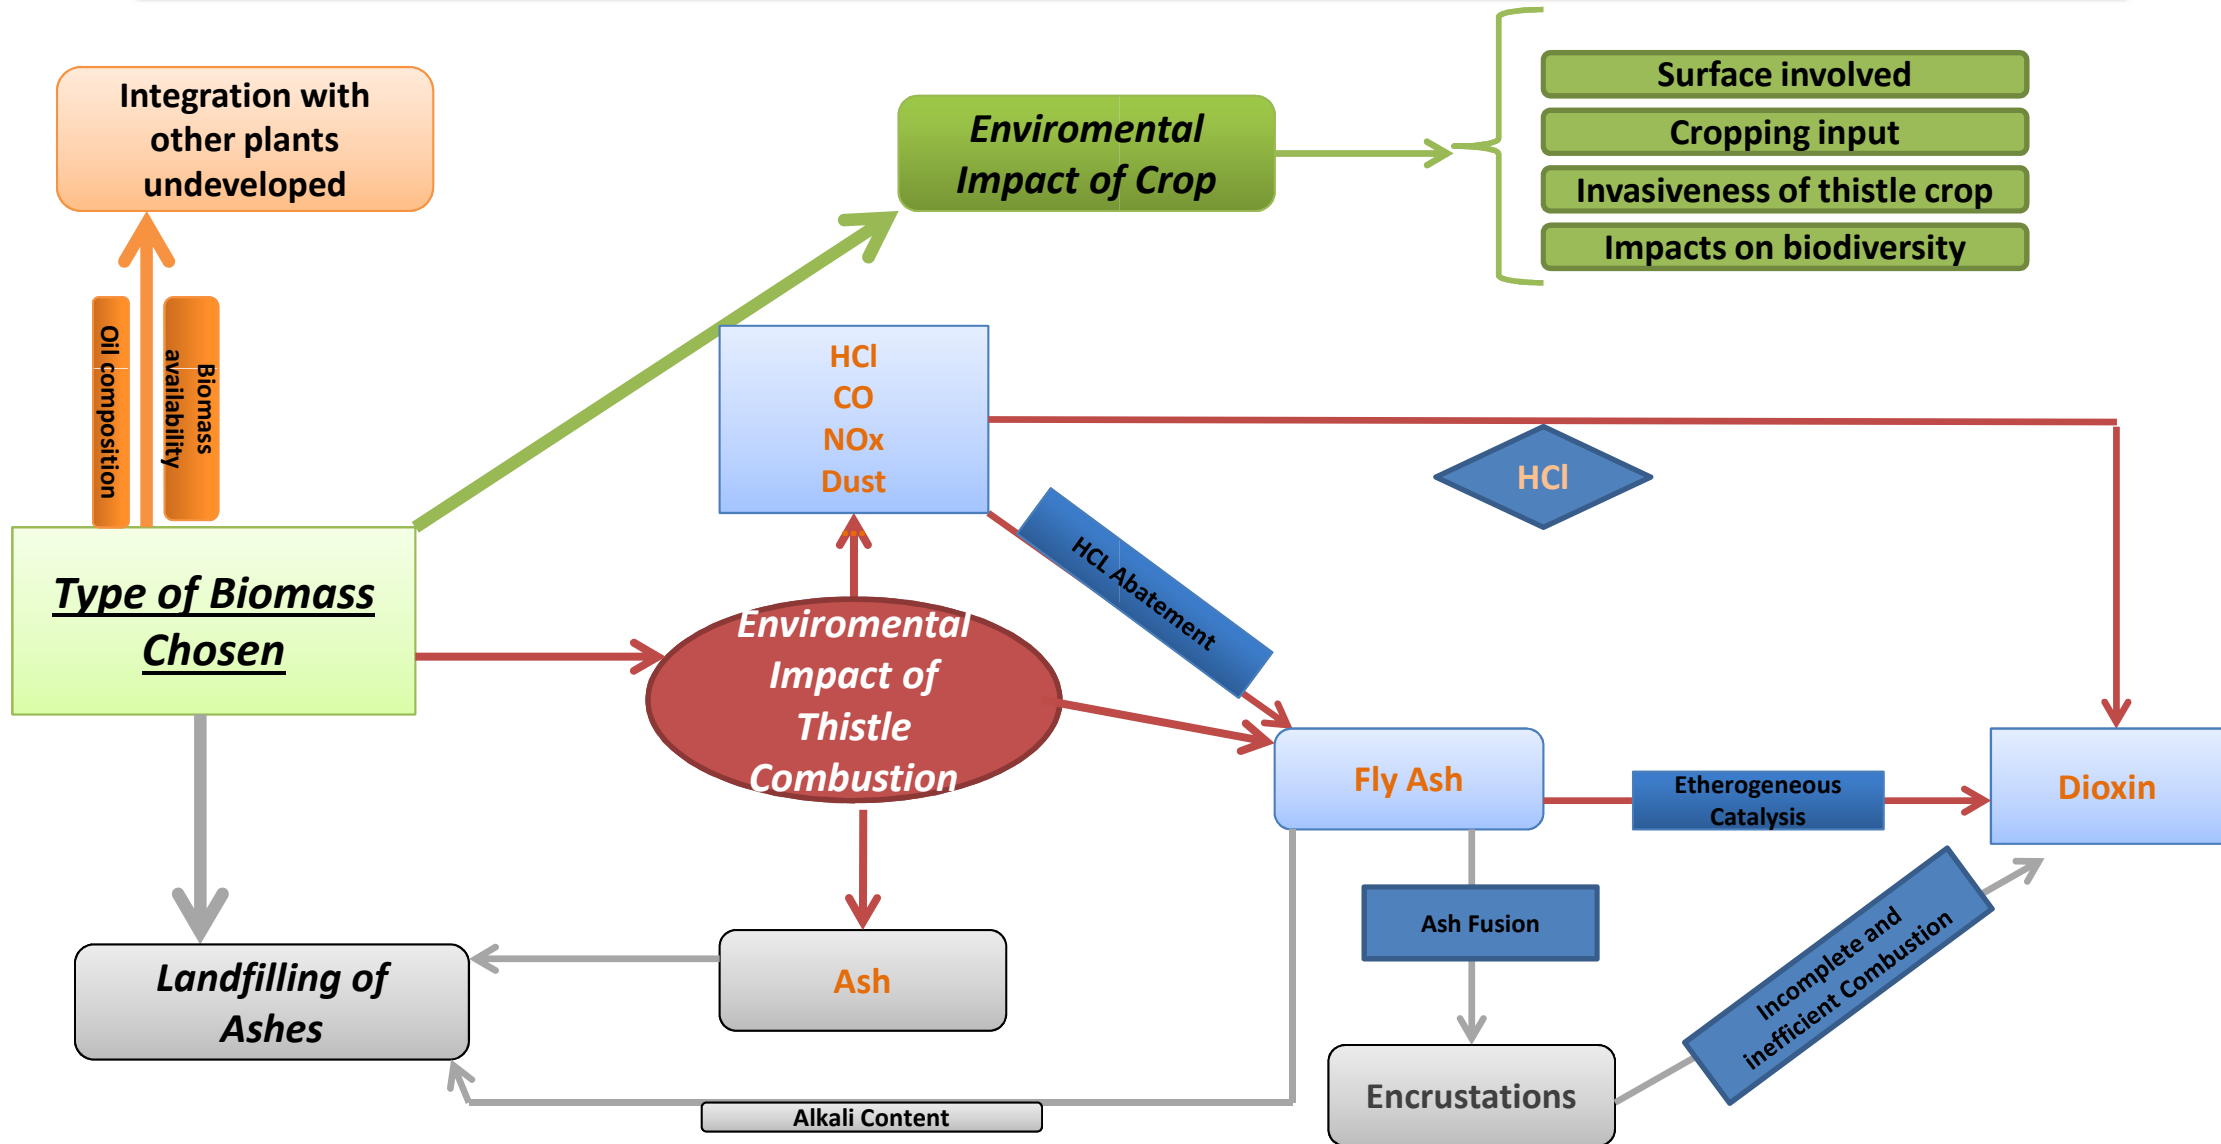 Integration with
other plants
undeveloped
Enviromental
Impact of Crop
Surface involved
Cropping input
Invasiveness of thistle crop
Impacts on biodiversity
Oil composition
Biomass
availability
HCl
CO
NOx
Dust
...
HCl
HCL Abatement
Type of Biomass
Chosen
Enviromental
Impact of
Thistle
Combustion
Fly Ash
Etherogeneous
Catalysis
Dioxin
Ash Fusion
Incomplete and
inefficient Combustion
Landfilling of
Ashes
Ash
Encrustations
Alkali Content